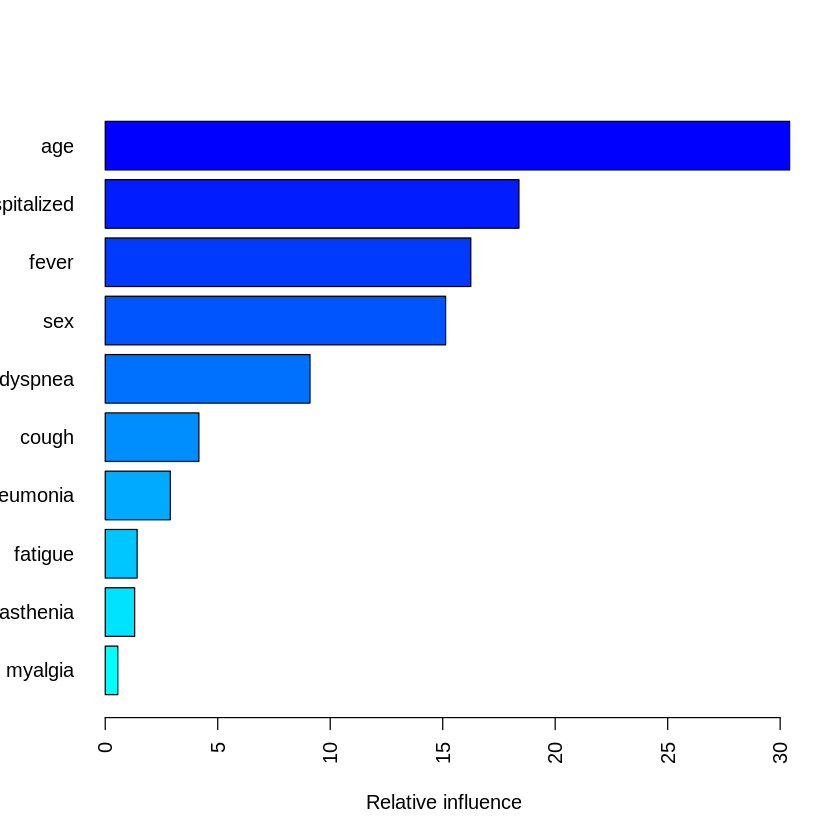 age
spitalized
fever
sex
dyspnea
cough
eumonia
fatigue
asthenia
myalgia
0 5 10 15 20 25 30
Relative influence